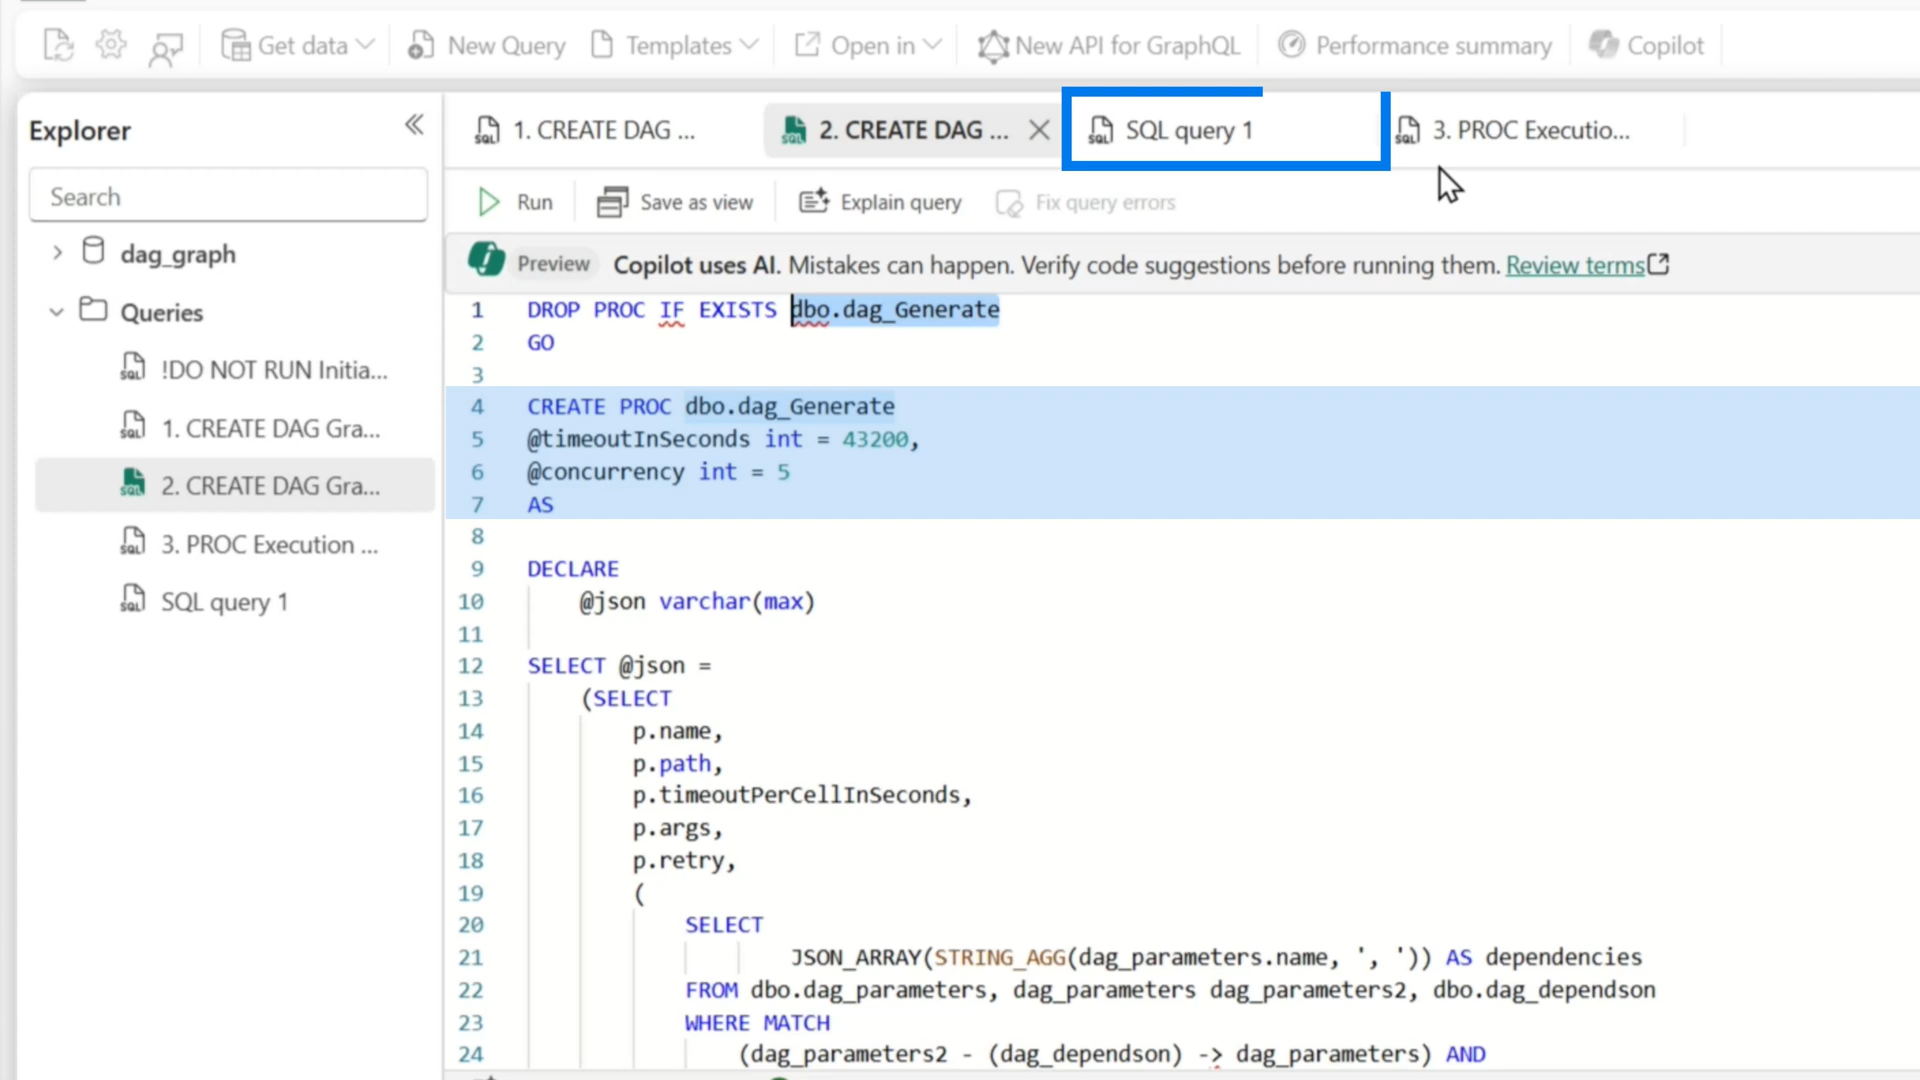 Get data
New Query
Templates
Open in
New API for GraphQL
Performance summary
Copilot
Explorer
Search
dag_graph
Queries
!DO NOT RUN Initia...
1. CREATE DAG Gra...
2. CREATE DAG Gra...
3. PROC Execution ...
SQL query 1
1. CREATE DAG ...
2. CREATE DAG ...
SQL query 1
3. PROC Executio...
Run
Save as view
Explain query
Fix query errors
Preview
Copilot uses AI. Mistakes can happen. Verify code suggestions before running them. Review terms
1 DROP PROC IF EXISTS dbo.dag_Generate
2 GO
3
4 CREATE PROC dbo.dag_Generate
5 @timeoutInSeconds int = 43200,
6 @concurrency int = 5
7 AS
8
9 DECLARE
10 @json varchar(max)
11
12 SELECT @json =
13 (SELECT
14 p.name,
15 p.path,
16 p.timeoutPerCellInSeconds,
17 p.args,
18 p.retry,
19 (
20 SELECT
21 JSON_ARRAY(STRING_AGG(dag_parameters.name, ', ')) AS dependencies
22 FROM dbo.dag_parameters, dag_parameters dag_parameters2, dbo.dag_dependson
23 WHERE MATCH
24 (dag_parameters2 - (dag_dependson) -> dag_parameters) AND